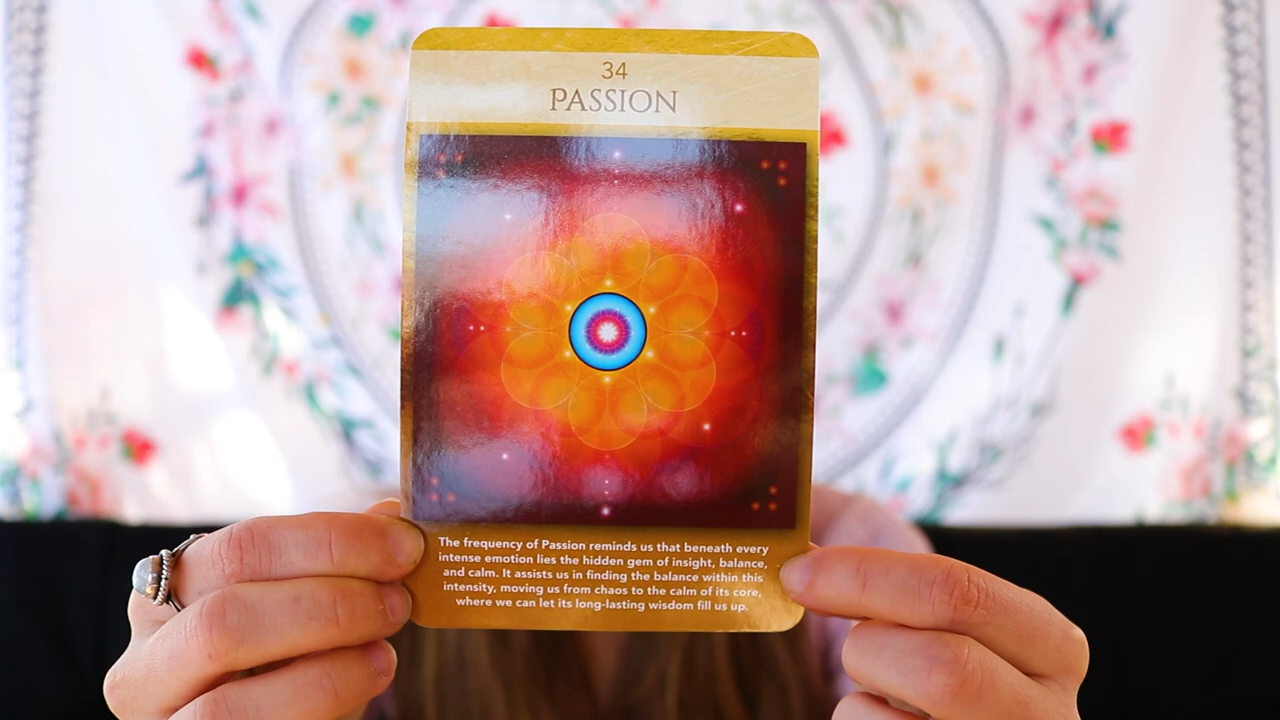 34
PASSION
The frequency of Passion reminds us that beneath every
intense emotion lies the hidden gem of insight, balance,
and calm. It assists us in finding the balance within this
intensity, moving us from chaos to the calm of its core,
where we can let its long-lasting wisdom fill us up.